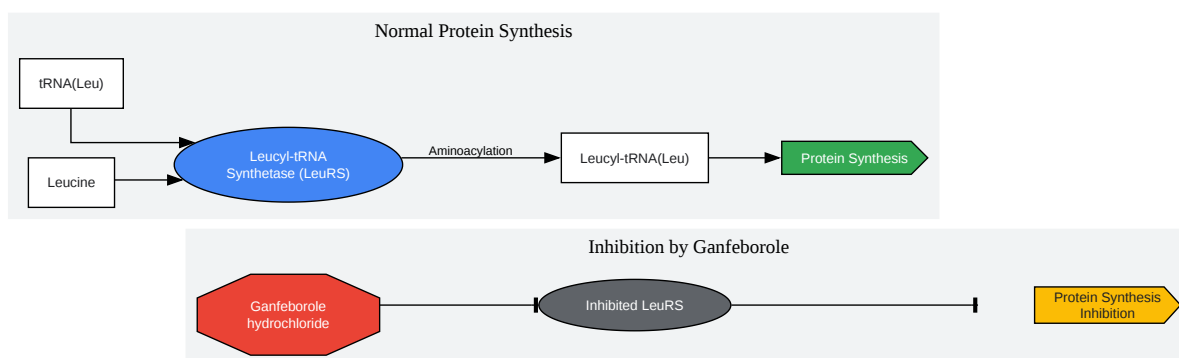 Normal Protein Synthesis
tRNA(Leu)
Leucine
Leucyl-tRNA
Synthetase (LeuRS)
Aminoacylation
Leucyl-tRNA(Leu)
Protein Synthesis
Inhibition by Ganfeborole
Ganfeborole
hydrochloride
Inhibited LeuRS
Protein Synthesis
Inhibition